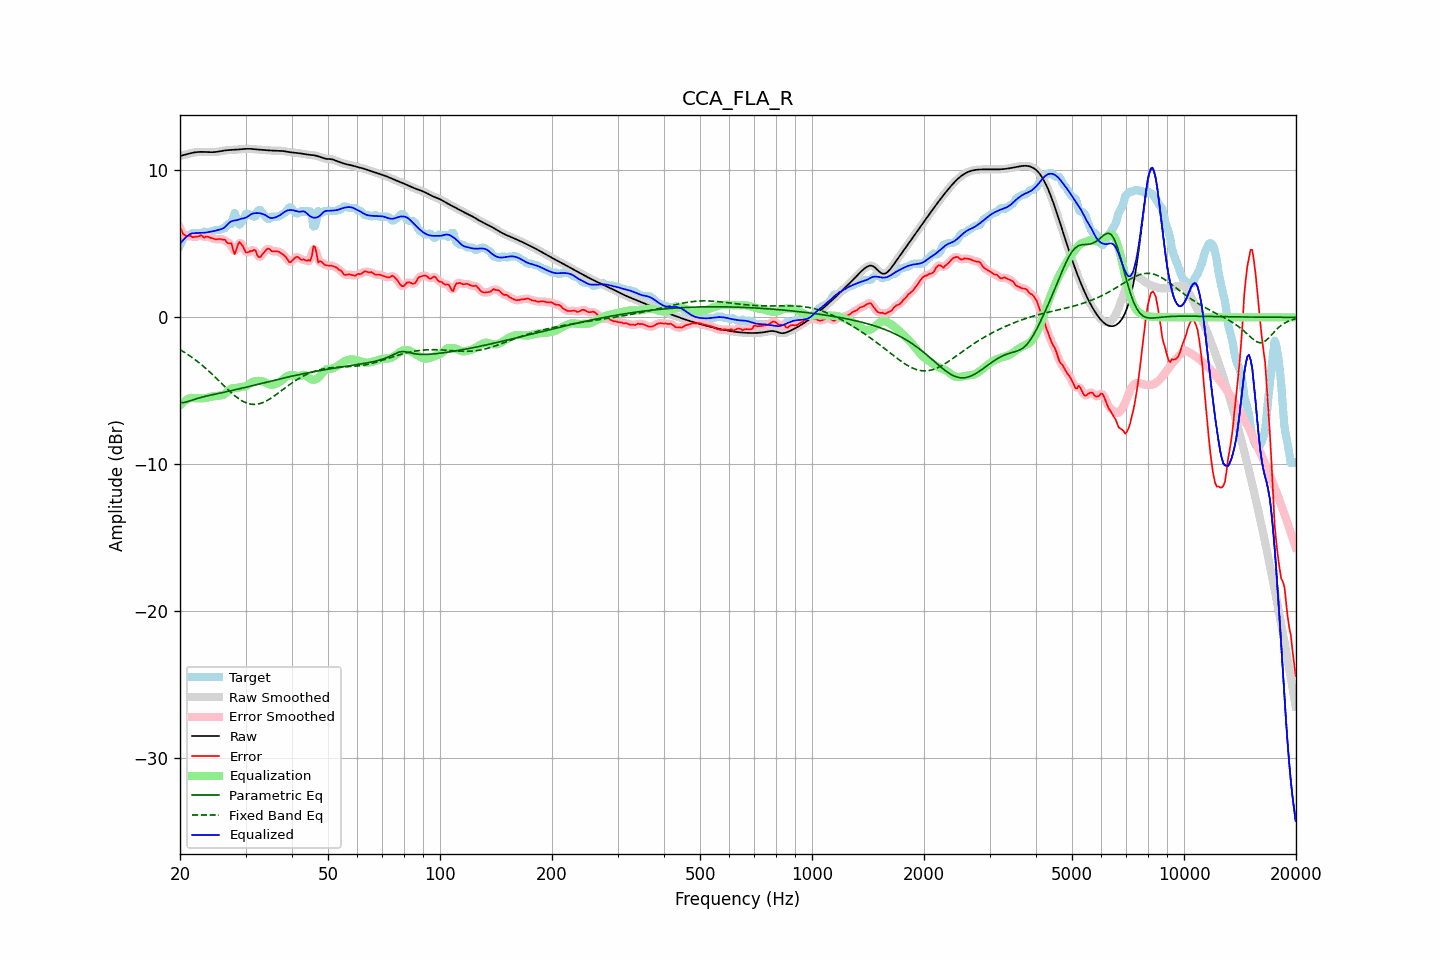 CCA_FLA_R
Amplitude (dBr)
10
0
−10
−20
−30
Target
Raw Smoothed
Error Smoothed
Raw
Error
Equalization
Parametric Eq
Fixed Band Eq
Equalized
20 50 100 200 500 1000 2000 5000 10000 20000
Frequency (Hz)